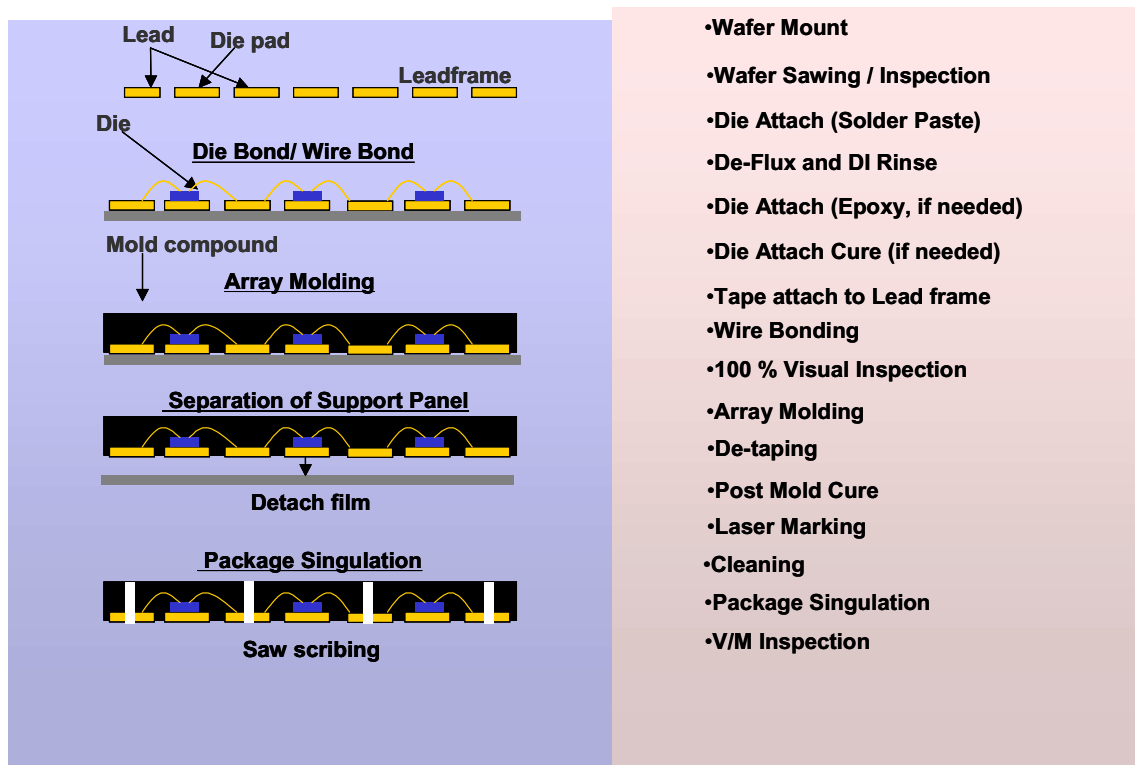 Lead
Die pad
Leadframe
Die
Die Bond/ Wire Bond
Mold compound
Array Molding
Separation of Support Panel
Detach film
Package Singulation
Saw scribing
•Wafer Mount
•Wafer Sawing / Inspection
•Die Attach (Solder Paste)
•De-Flux and DI Rinse
•Die Attach (Epoxy, if needed)
•Die Attach Cure (if needed)
•Tape attach to Lead frame
•Wire Bonding
•100 % Visual Inspection
•Array Molding
•De-taping
•Post Mold Cure
•Laser Marking
•Cleaning
•Package Singulation
•V/M Inspection